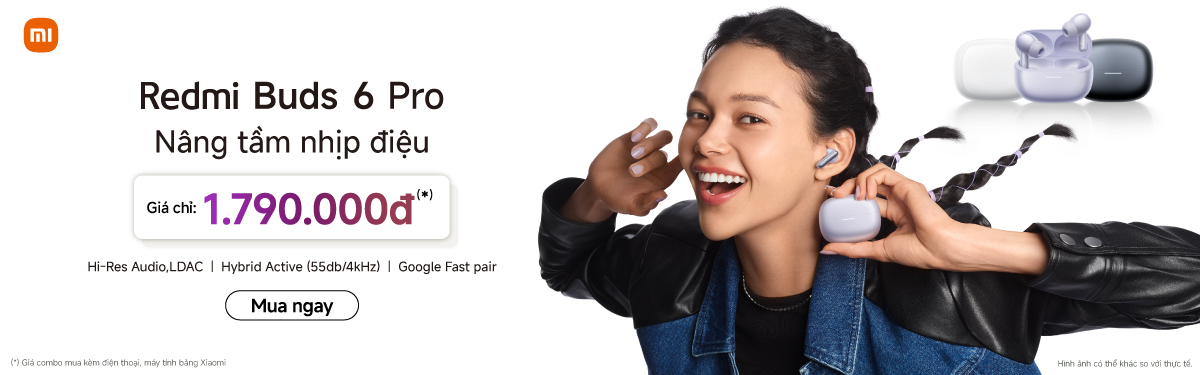 Redmi Buds 6 Pro
Nâng tầm nhịp điệu
Giá chỉ: 1.790.000đ(*)
Hi-Res Audio,LDAC | Hybrid Active (55db/4kHz) | Google Fast pair
Mua ngay
(*) Giá combo mua kèm điện thoại, máy tính bảng Xiaomi
Hình ảnh có thể khác so với thực tế.